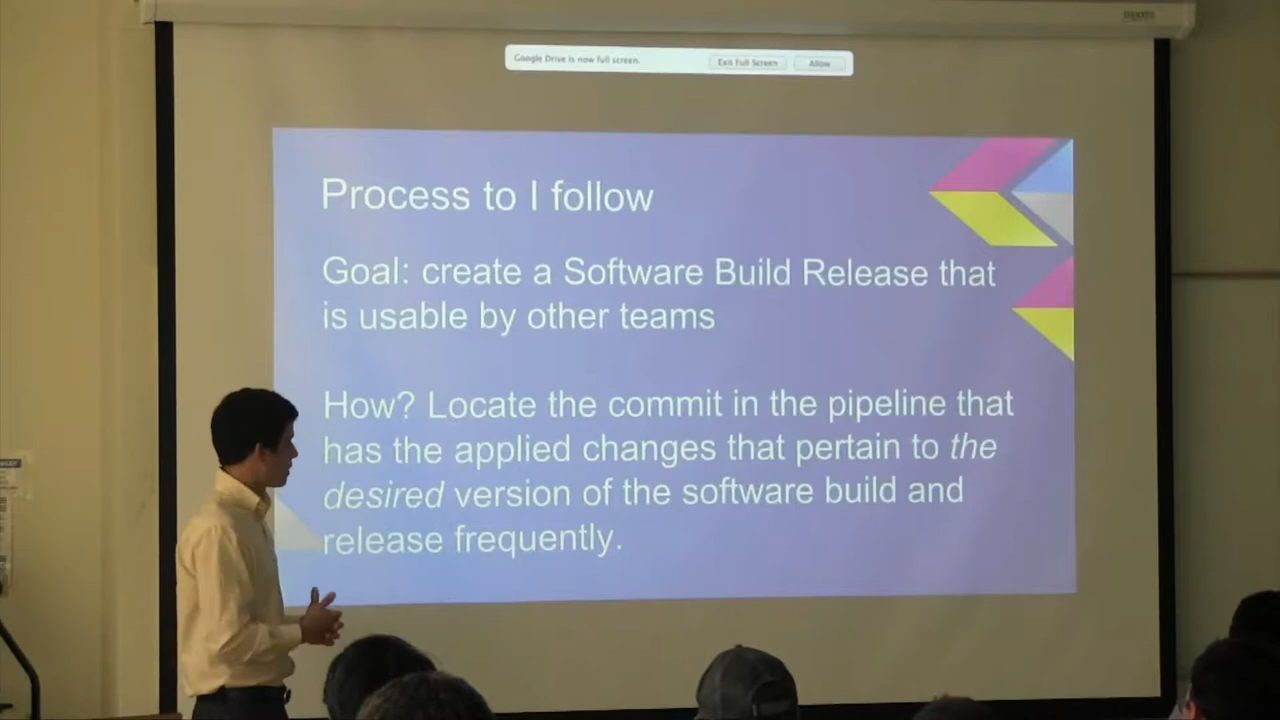 Google Drive is now full screen.
Exit Full Screen
Allow
Process to I follow
Goal: create a Software Build Release that
is usable by other teams
How? Locate the commit in the pipeline that
has the applied changes that pertain to the
desired version of the software build and
release frequently.